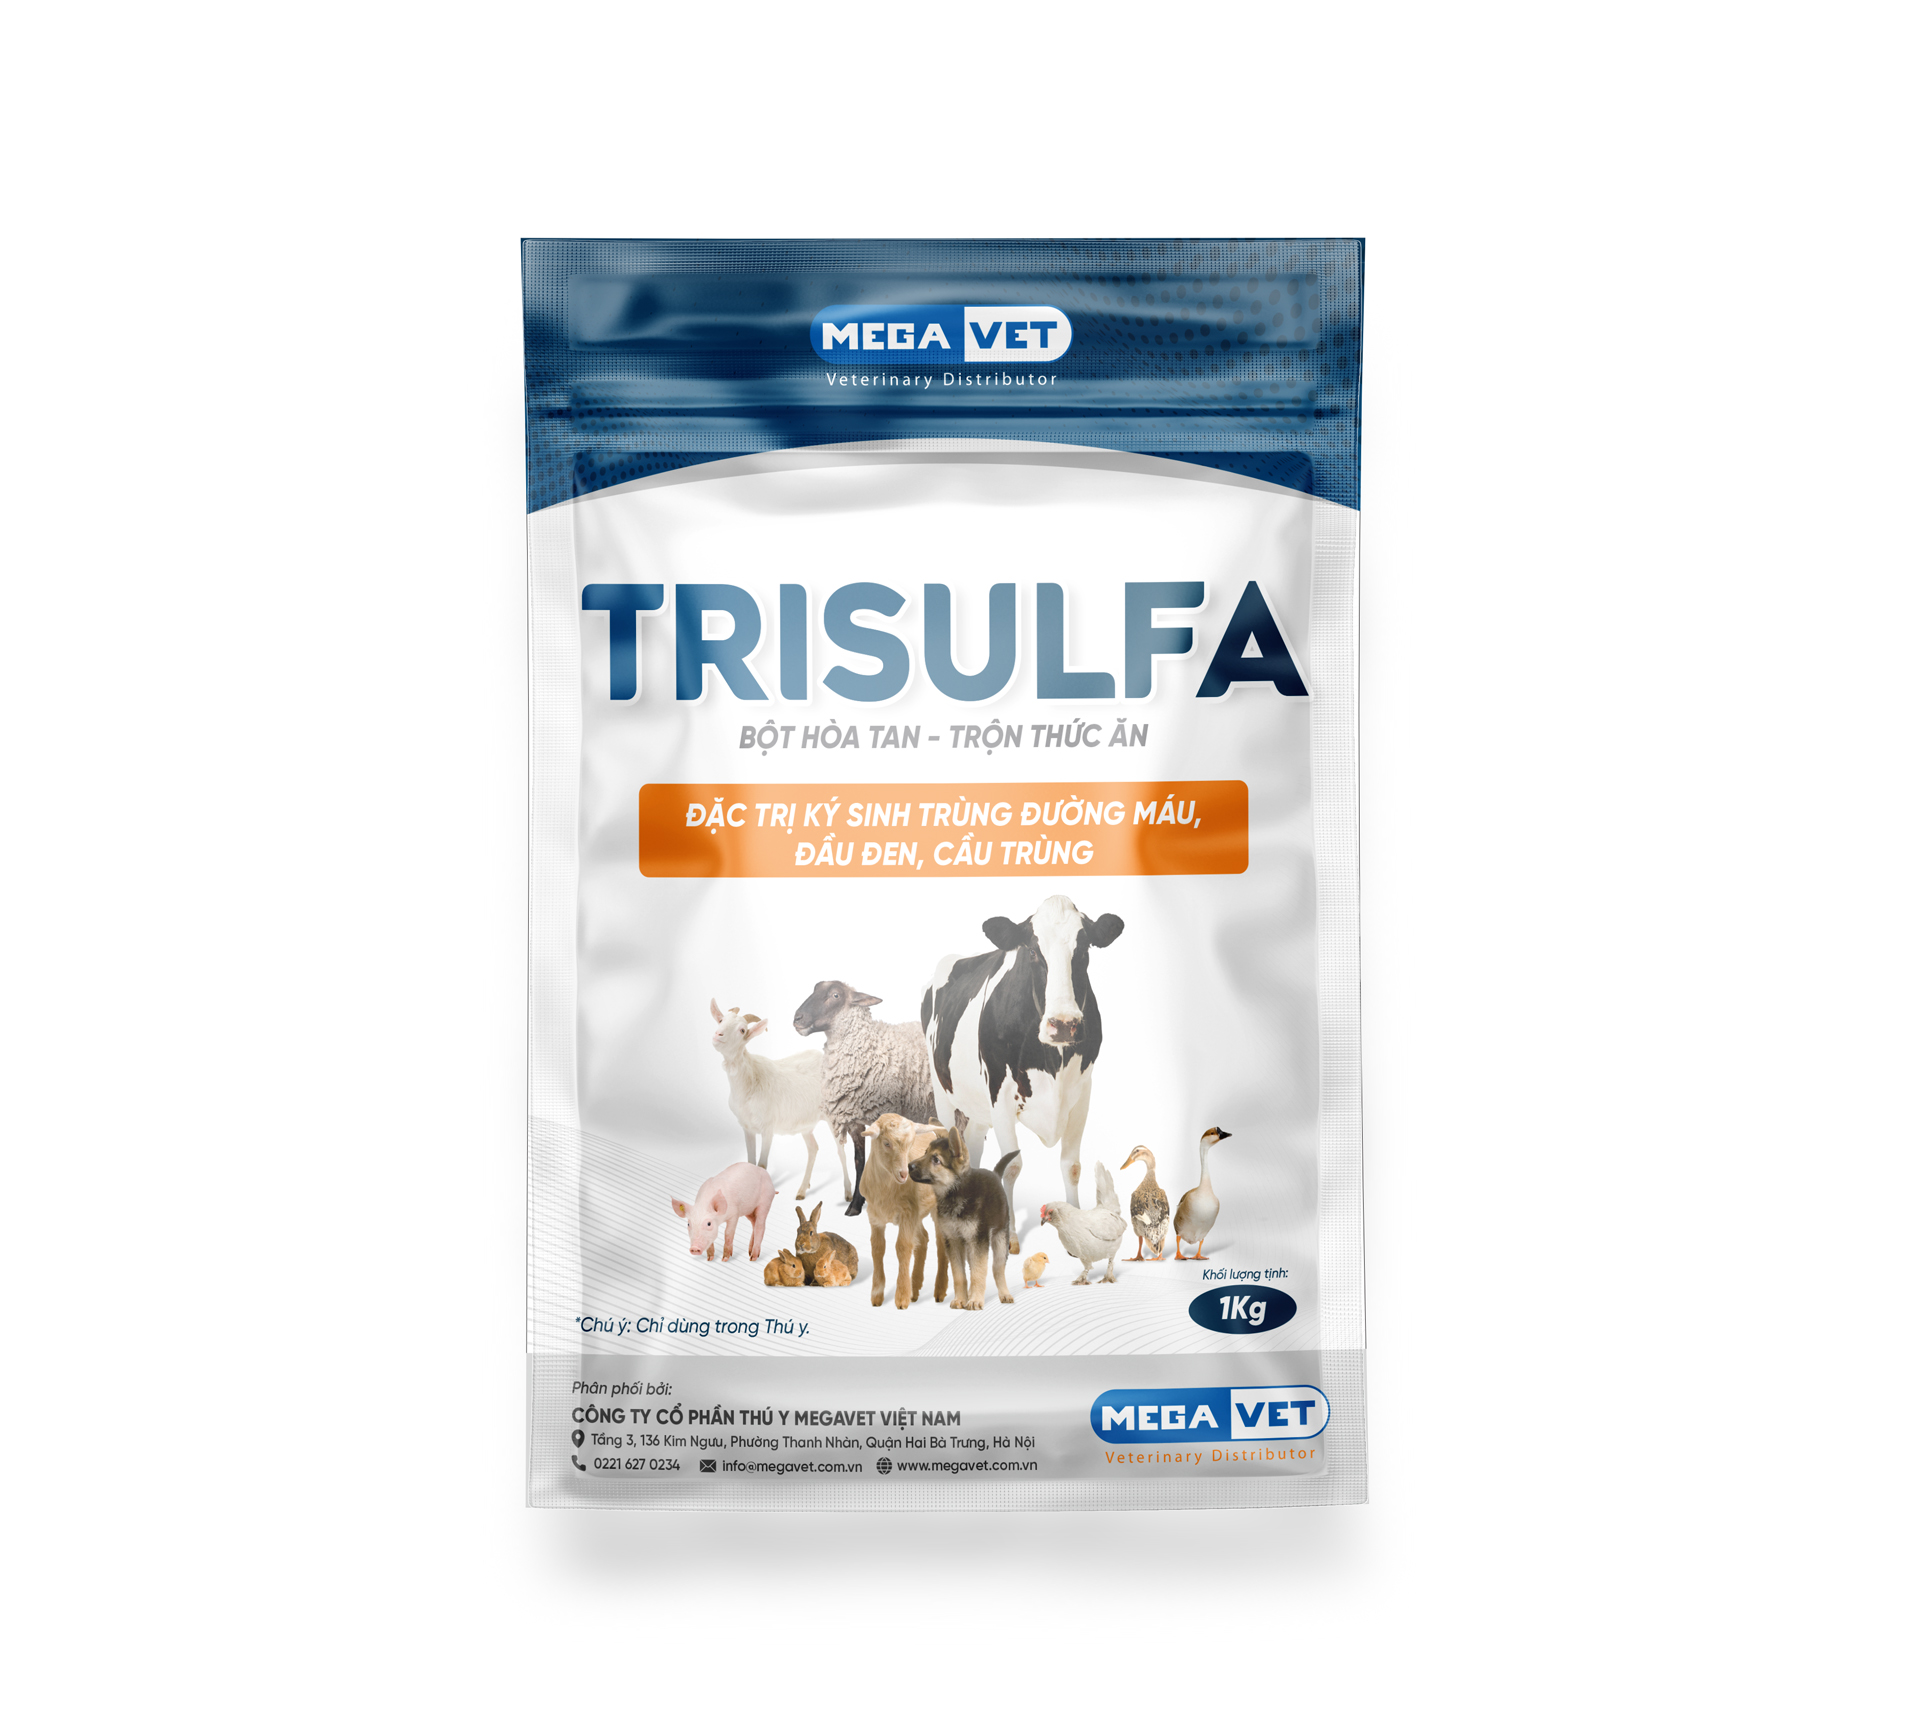 MEGA VET
Veterinary Distributor
TRISULFA
BỘT HÒA TAN - TRỘN THỨC ĂN
ĐẶC TRỊ KÝ SINH TRÙNG ĐƯỜNG MÁU,
ĐẦU ĐEN, CẦU TRÙNG
Khối lượng tịnh:
1Kg
*Chú ý: Chỉ dùng trong Thú y.
Phân phối bởi:
CÔNG TY CỔ PHẦN THÚ Y MEGAVET VIỆT NAM
Tầng 3, 136 Kim Ngưu, Phường Thanh Nhàn, Quận Hai Bà Trưng, Hà Nội
0221 627 0234 info@megavet.com.vn www.megavet.com.vn
MEGA VET
Veterinary Distributor